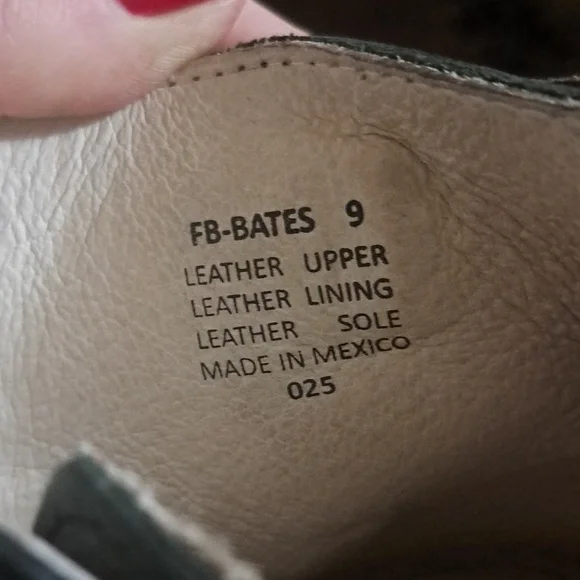 FB-BATES 9
LEATHER UPPER
LEATHER LINING
LEATHER SOLE
MADE IN MEXICO
025